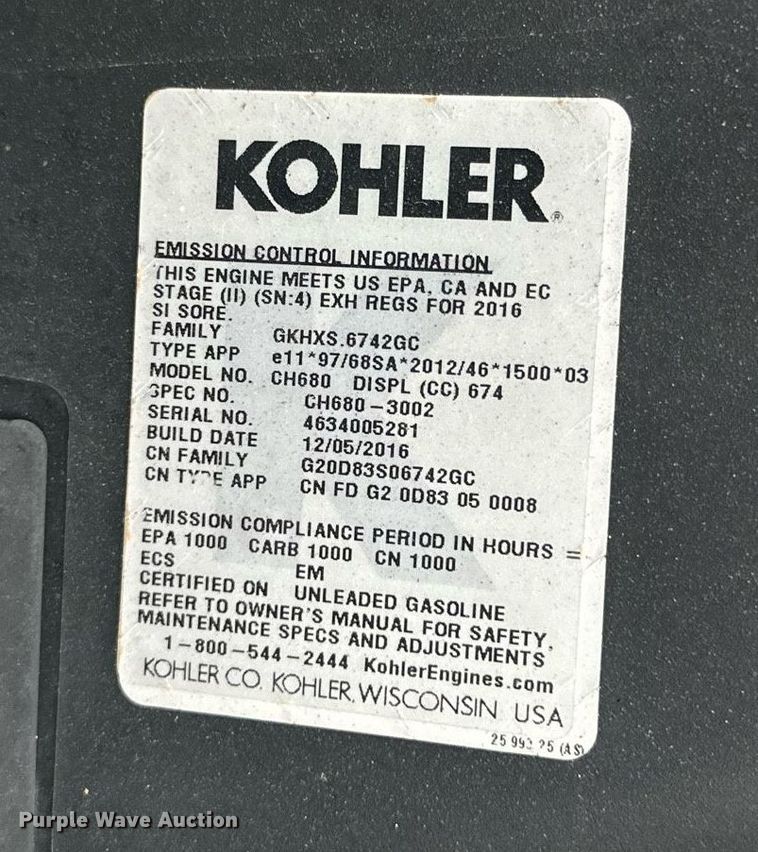 KOHLER®
EMISSION CONTROL INFORMATION
THIS ENGINE MEETS US EPA, CA AND EC
STAGE (II) (SN:4) EXH REGS FOR 2016
SI SORE.
FAMILY GKHXS.6742GC
TYPE APP e11*97/68SA*2012/46*1500*03
MODEL NO. CH680 DISPL (CC) 674
SPEC NO. CH680-3002
SERIAL NO. 4634005281
BUILD DATE 12/05/2016
CN FAMILY G20D83S06742GC
CN TYPE APP CN FD G2 0D83 05 0008
EMISSION COMPLIANCE PERIOD IN HOURS =
EPA 1000 CARB 1000 CN 1000
ECS EM
CERTIFIED ON UNLEADED GASOLINE
REFER TO OWNER'S MANUAL FOR SAFETY,
MAINTENANCE SPECS AND ADJUSTMENTS
1-800-544-2444 KohlerEngines.com
KOHLER CO. KOHLER, WISCONSIN USA
25 (AS)
Purple Wave Auction